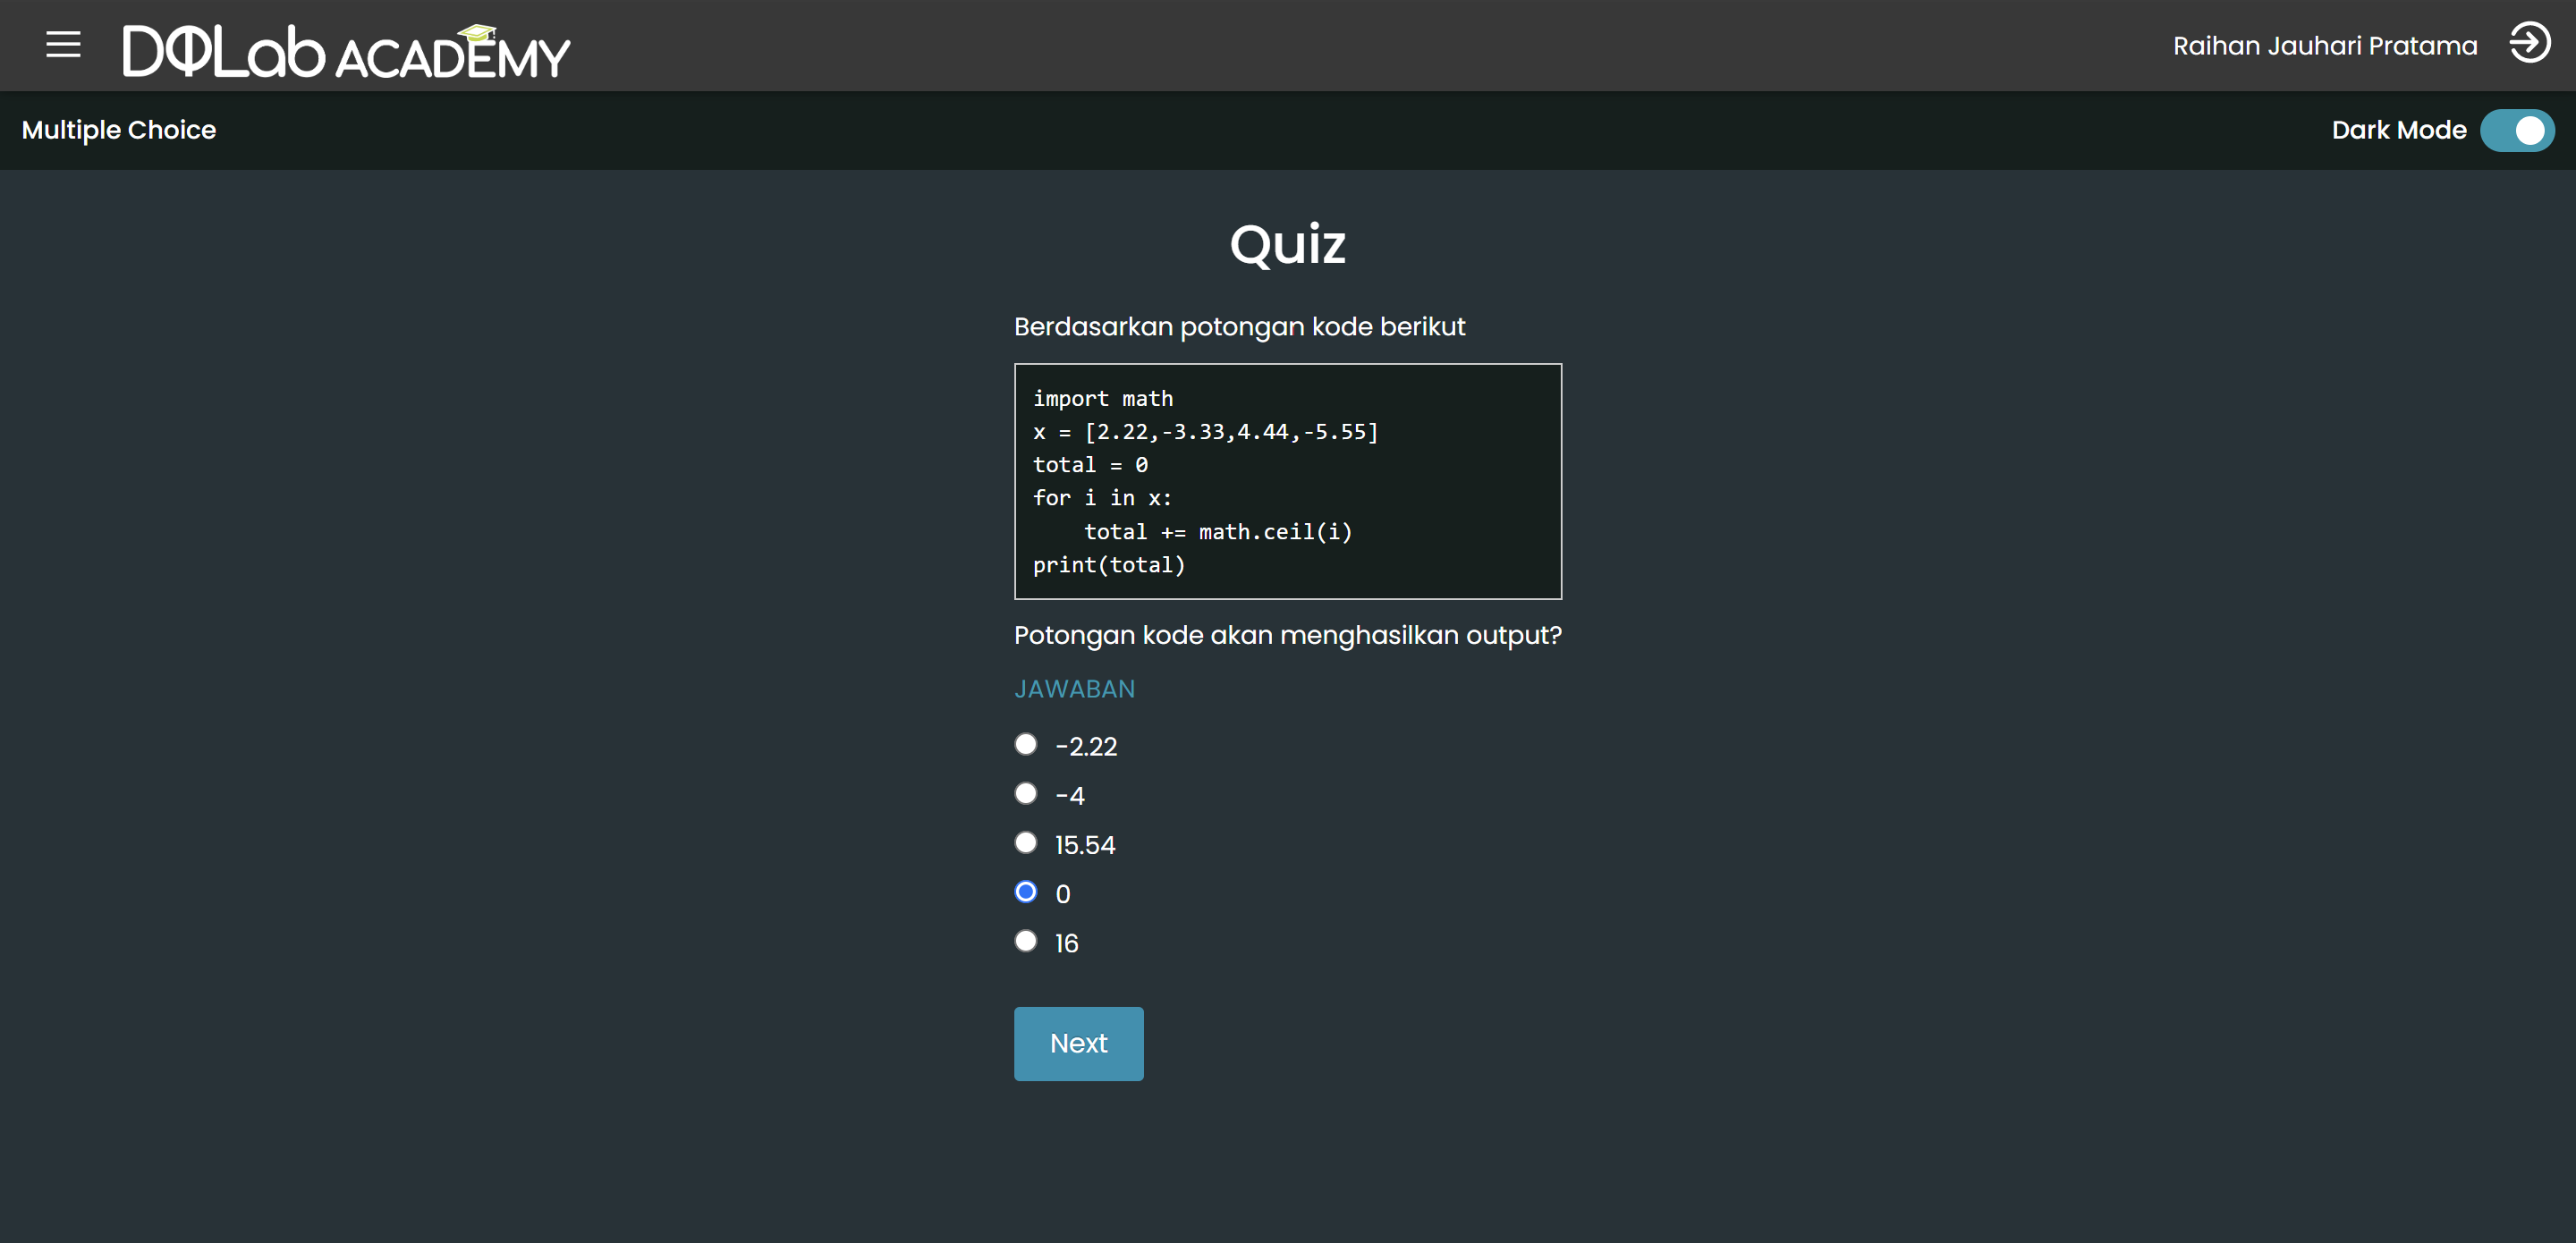 DQLab ACADEMY
Raihan Jauhari Pratama
Multiple Choice
Dark Mode
Quiz
Berdasarkan potongan kode berikut
import math
x = [2.22,-3.33,4.44,-5.55]
total = 0
for i in x:
    total += math.ceil(i)
print(total)
Potongan kode akan menghasilkan output?
JAWABAN
-2.22
-4
15.54
0
16
Next